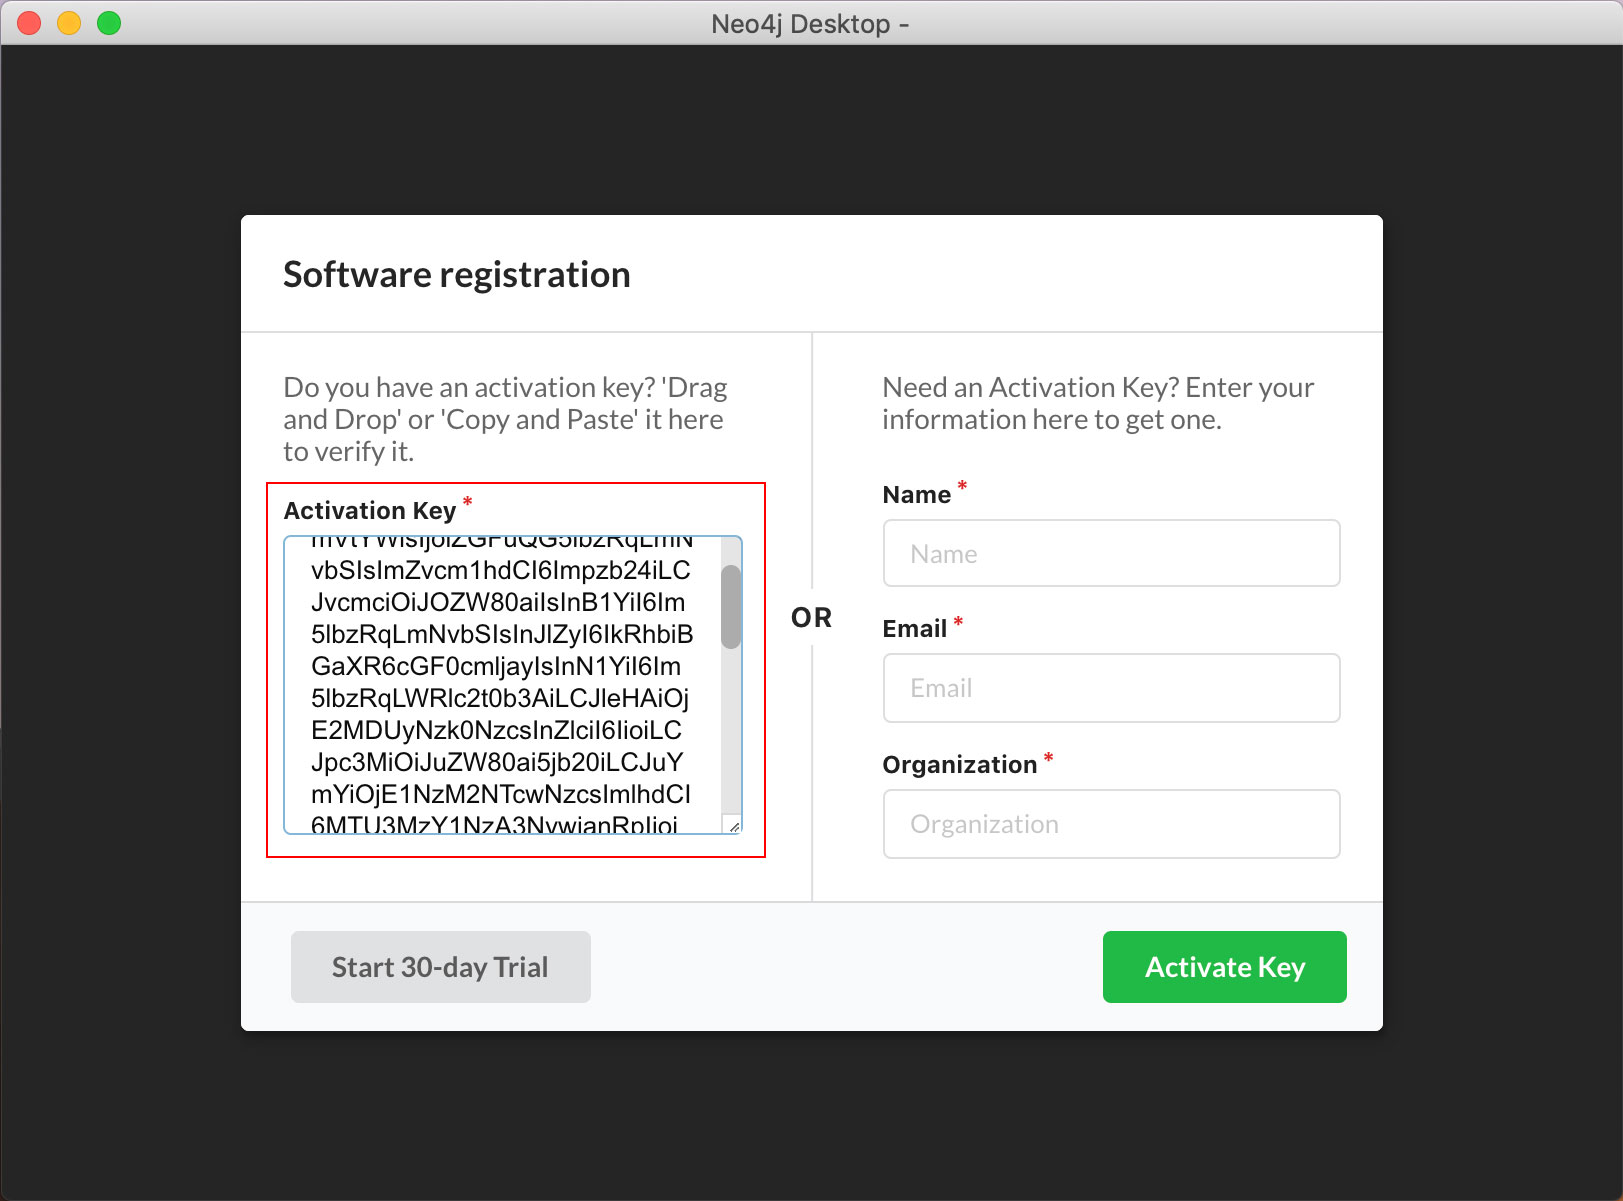 Neo4j Desktop -
Software registration
Do you have an activation key? 'Drag
and Drop' or 'Copy and Paste' it here
to verify it.
Activation Key *
vbSIsImZvcm1hdCI6Impzb24iLC
JvcmciOiJOZW80aiIsInB1YiI6Im
5lbzRqLmNvbSIsInJlZyI6IkRhbiB
GaXR6cGF0cmljayIsInN1YiI6Im
5lbzRqLWRlc2t0b3AiLCJleHAiOj
E2MDUyNzk0NzcsInZlciI6IioiLC
Jpc3MiOiJuZW80ai5jb20iLCJuY
mYiOjE1NzM2NTcwNzcsImlhdCI
6MTU3MzY1NzA3NywianRpIjoi
OR
Need an Activation Key? Enter your
information here to get one.
Name *
Name
Email *
Email
Organization *
Organization
Start 30-day Trial
Activate Key